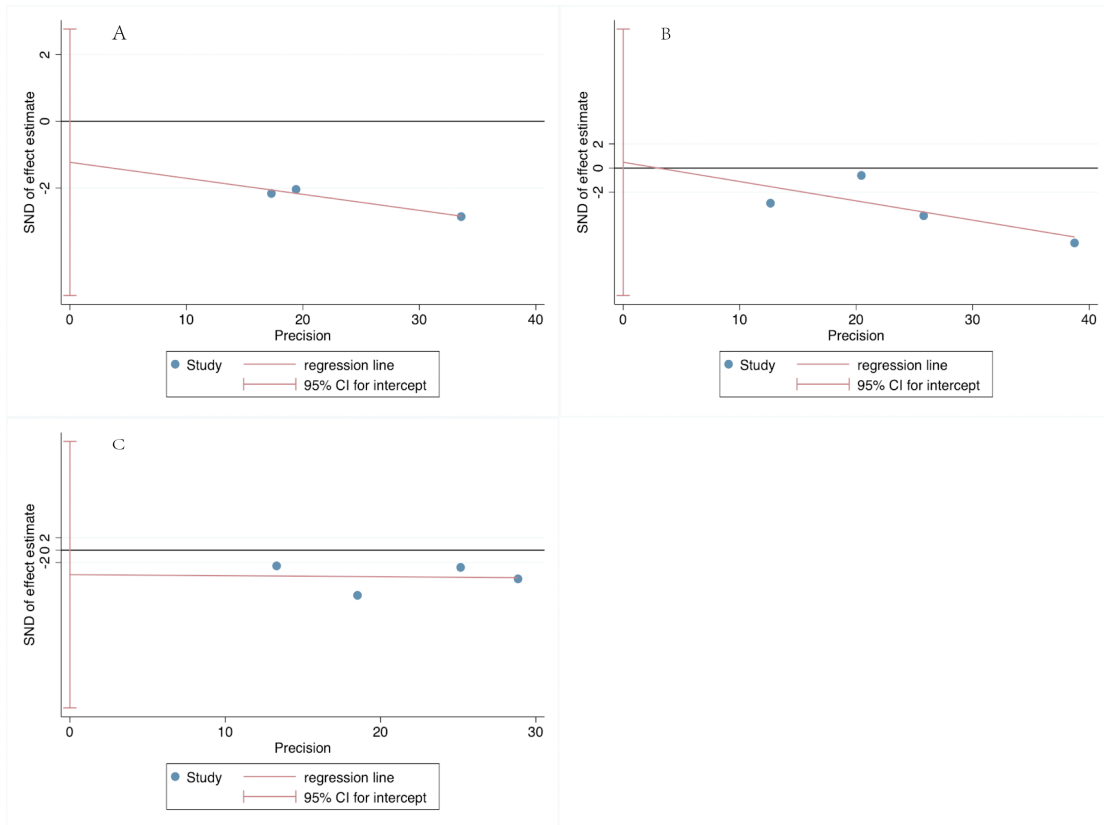 A
SND of effect estimate
2
0
-2
0 10 20 30 40
Precision
Study regression line
95% CI for intercept
B
SND of effect estimate
2
0
-2
0 10 20 30 40
Precision
Study regression line
95% CI for intercept
C
SND of effect estimate
2
0
-2
0 10 20 30
Precision
Study regression line
95% CI for intercept